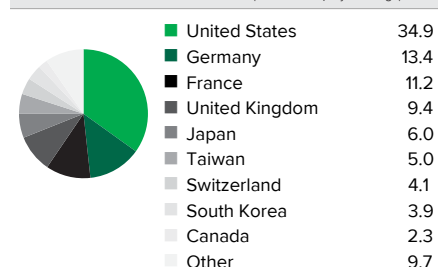 United States 34.9
Germany 13.4
France 11.2
United Kingdom 9.4
Japan 6.0
Taiwan 5.0
Switzerland 4.1
South Korea 3.9
Canada 2.3
Other 9.7